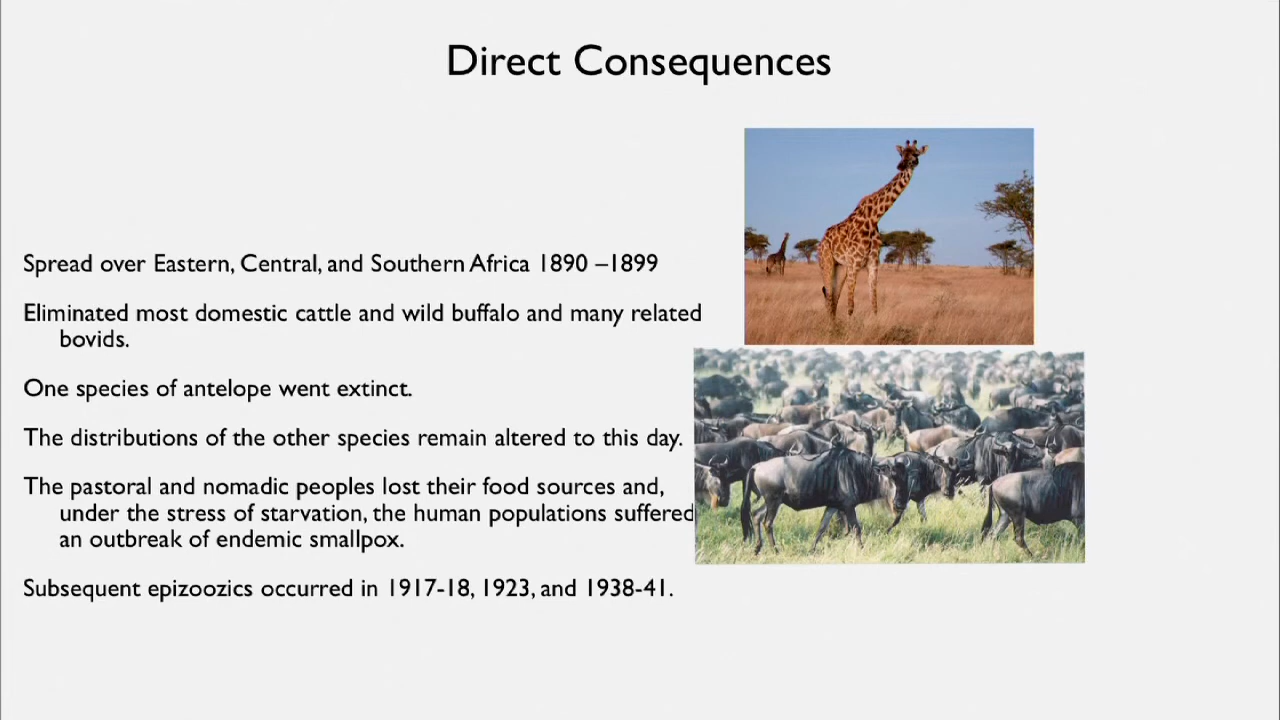 Direct Consequences
Spread over Eastern, Central, and Southern Africa 1890 –1899
Eliminated most domestic cattle and wild buffalo and many related
bovids.
One species of antelope went extinct.
The distributions of the other species remain altered to this day.
The pastoral and nomadic peoples lost their food sources and,
under the stress of starvation, the human populations suffered
an outbreak of endemic smallpox.
Subsequent epizoozics occurred in 1917-18, 1923, and 1938-41.